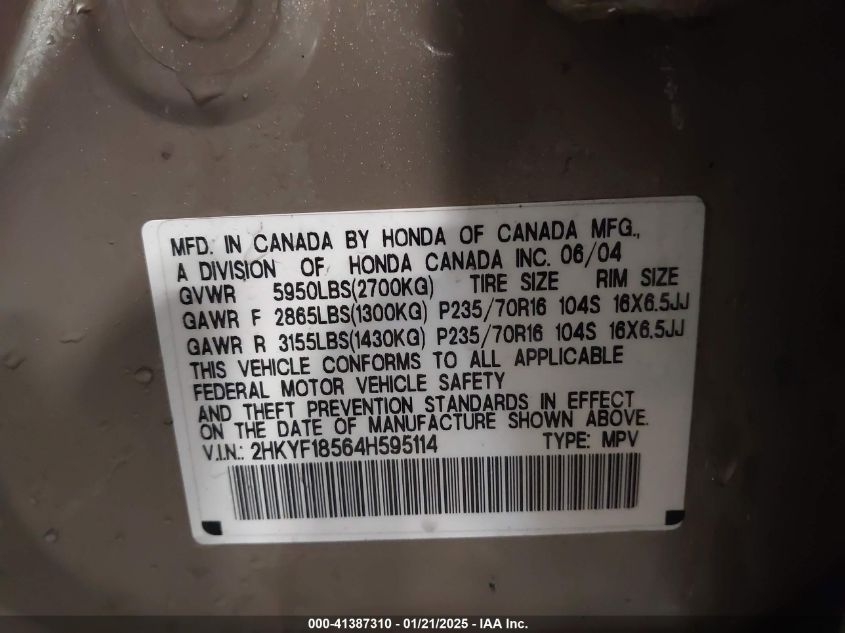 MFD. IN CANADA BY HONDA OF CANADA MFG.,
A DIVISION OF HONDA CANADA INC. 06/04
GVWR 5950LBS(2700KG) TIRE SIZE RIM SIZE
GAWR F 2865LBS(1300KG) P235/70R16 104S 16X6.5JJ
GAWR R 3155LBS(1430KG) P235/70R16 104S 16X6.5JJ
THIS VEHICLE CONFORMS TO ALL APPLICABLE
FEDERAL MOTOR VEHICLE SAFETY
AND THEFT PREVENTION STANDARDS IN EFFECT
ON THE DATE OF MANUFACTURE SHOWN ABOVE.
V.I.N.: 2HKYF18564H595114 TYPE: MPV
000-41387310 - 01/21/2025 - IAA Inc.